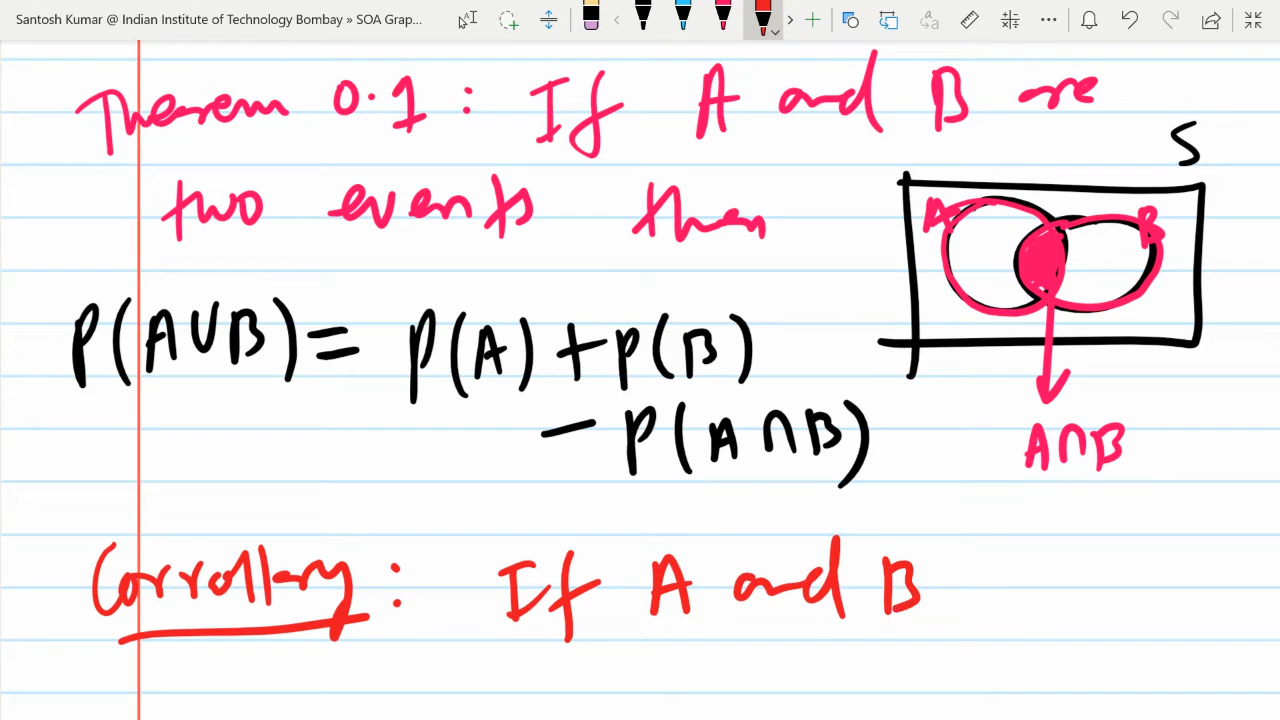 Santosh Kumar @ Indian Institute of Technology Bombay » SOA Grap...
Theorem 0.1 : If A and B are
two events then
S
A B
P(A∪B) = P(A) + P(B)
− P(A∩B)
A∩B
Corrollary : If A and B